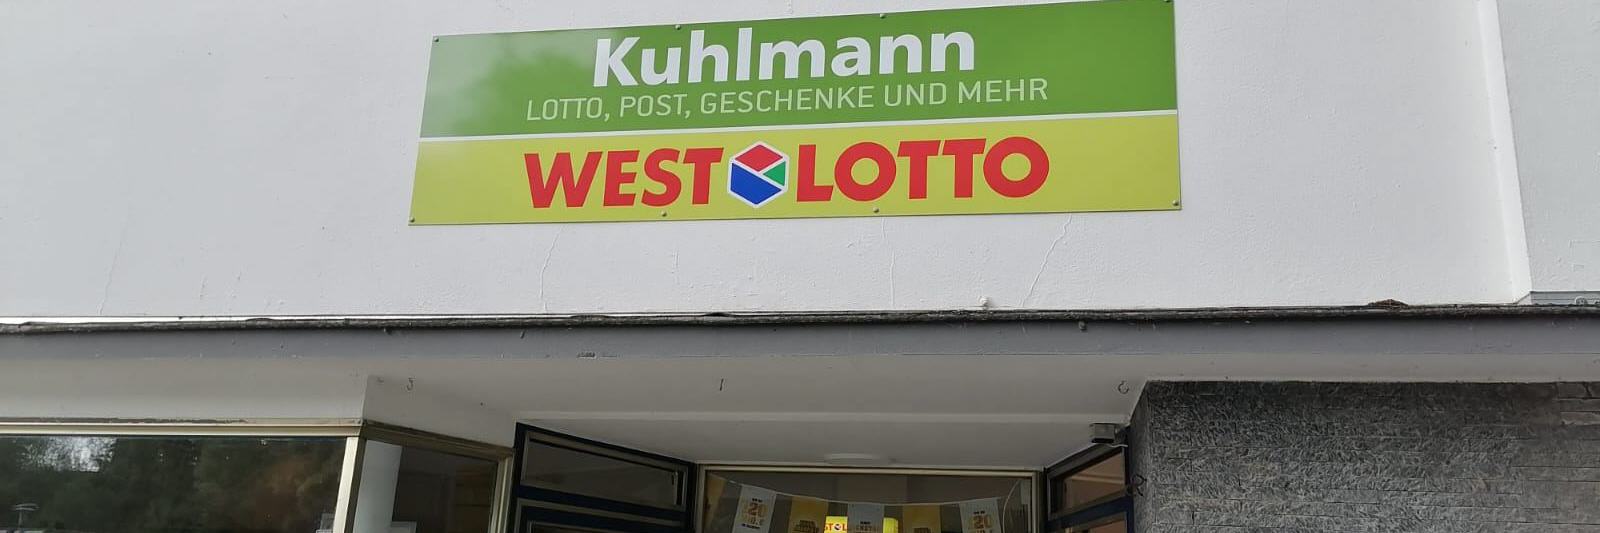 Kuhlmann
LOTTO, POST, GESCHENKE UND MEHR
WEST LOTTO